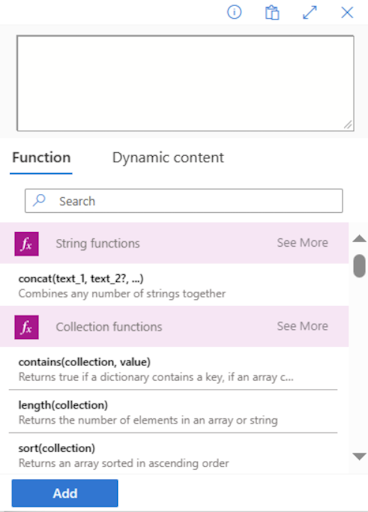 Function Dynamic content
Search
fx String functions See More
concat(text_1, text_2?, ...)
Combines any number of strings together
fx Collection functions See More
contains(collection, value)
Returns true if a dictionary contains a key, if an array c...
length(collection)
Returns the number of elements in an array or string
sort(collection)
Returns an array sorted in ascending order
Add